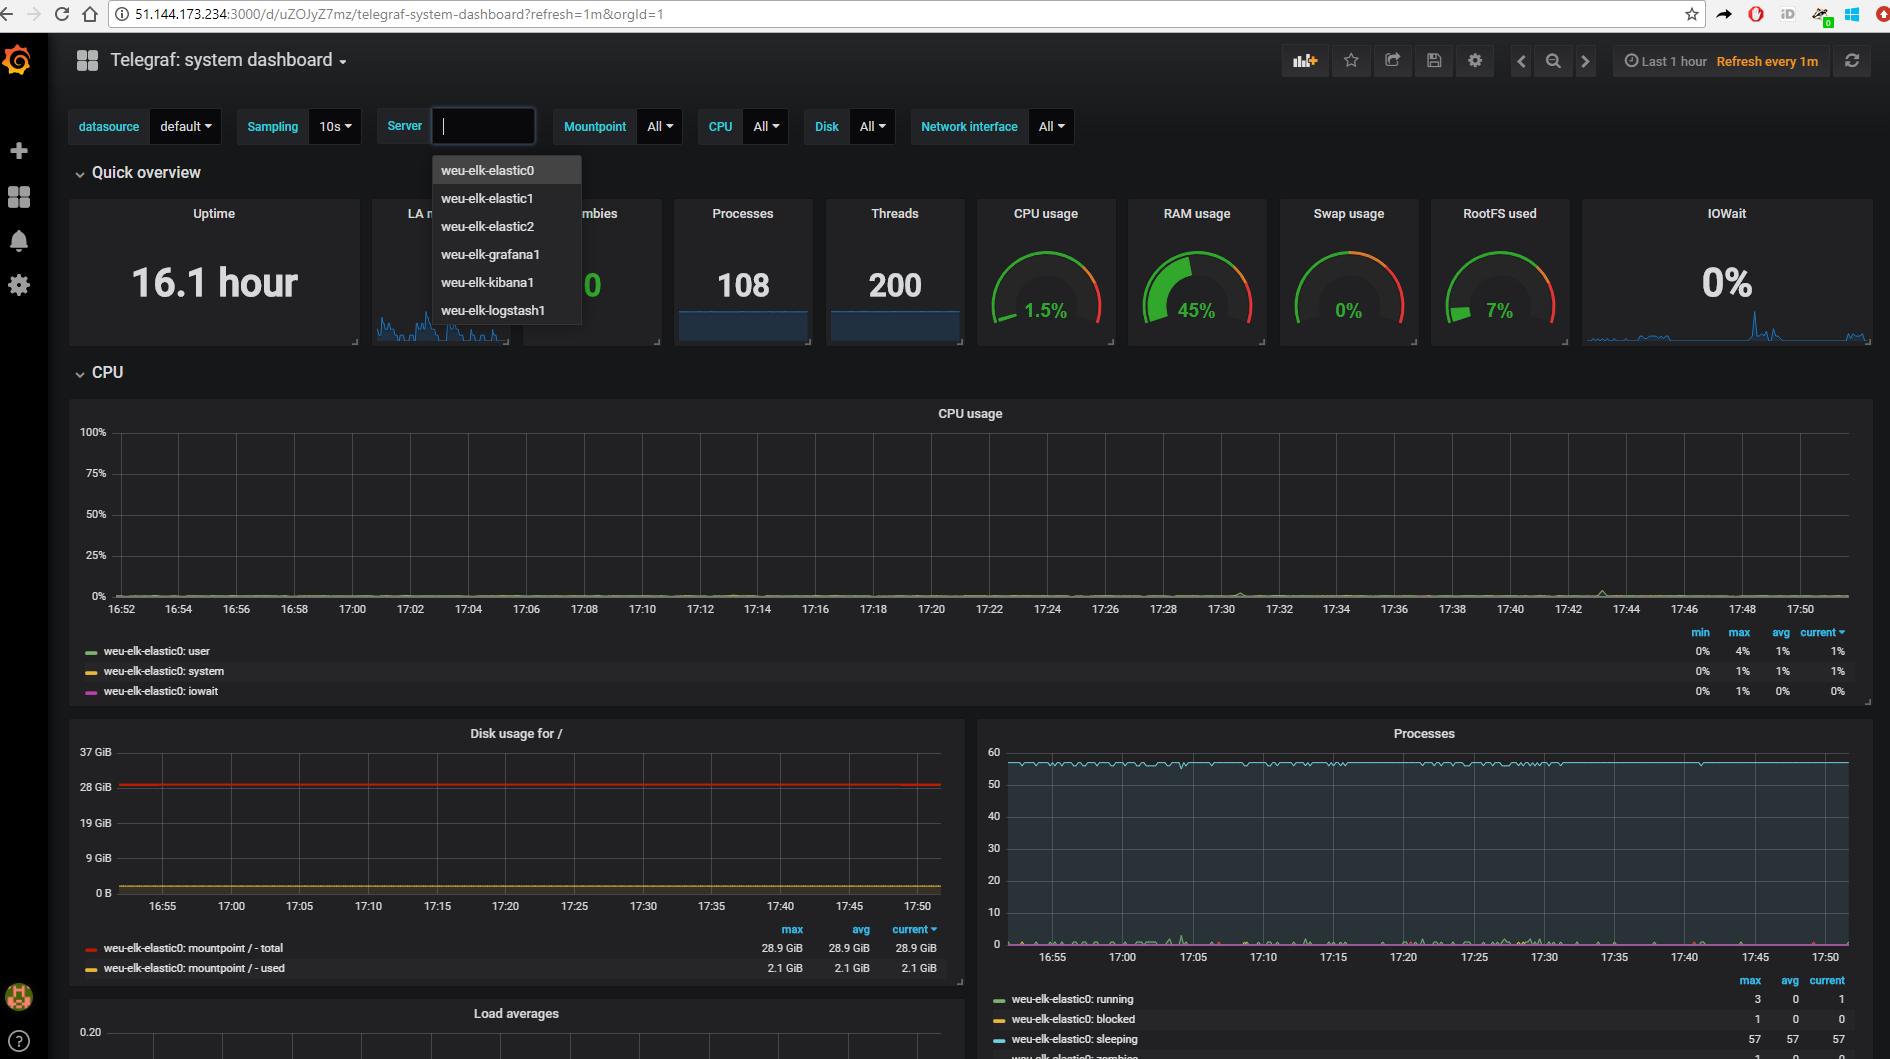 51.144.173.234:3000/d/uZOJyZ7mz/telegraf-system-dashboard?refresh=1m&orgId=1
iD
0
Telegraf: system dashboard
Last 1 hour Refresh every 1m
datasource default Sampling 10s Server Mountpoint All CPU All Disk All Network interface All
weu-elk-elastic0
weu-elk-elastic1
weu-elk-elastic2
weu-elk-grafana1
weu-elk-kibana1
weu-elk-logstash1
Quick overview
Uptime
16.1 hour
LA
mbies
0
Processes
108
Threads
200
CPU usage
1.5%
RAM usage
45%
Swap usage
0%
RootFS used
7%
IOWait
0%
CPU
CPU usage
100%
75%
50%
25%
0%
16:52 16:54 16:56 16:58 17:00 17:02 17:04 17:06 17:08 17:10 17:12 17:14 17:16 17:18 17:20 17:22 17:24 17:26 17:28 17:30 17:32 17:34 17:36 17:38 17:40 17:42 17:44 17:46 17:48 17:50
min max avg current
weu-elk-elastic0: user 0% 4% 1% 1%
weu-elk-elastic0: system 0% 1% 1% 1%
weu-elk-elastic0: iowait 0% 1% 0% 0%
Disk usage for /
37 GiB
28 GiB
19 GiB
9 GiB
0 B
16:55 17:00 17:05 17:10 17:15 17:20 17:25 17:30 17:35 17:40 17:45 17:50
max avg current
weu-elk-elastic0: mountpoint / - total 28.9 GiB 28.9 GiB 28.9 GiB
weu-elk-elastic0: mountpoint / - used 2.1 GiB 2.1 GiB 2.1 GiB
Processes
60
50
40
30
20
10
0
16:55 17:00 17:05 17:10 17:15 17:20 17:25 17:30 17:35 17:40 17:45 17:50
max avg current
weu-elk-elastic0: running 3 0 1
weu-elk-elastic0: blocked 1 0 0
weu-elk-elastic0: sleeping 57 57 57
weu-elk-elastic0: zombies 1 0 0
Load averages
0.20
?